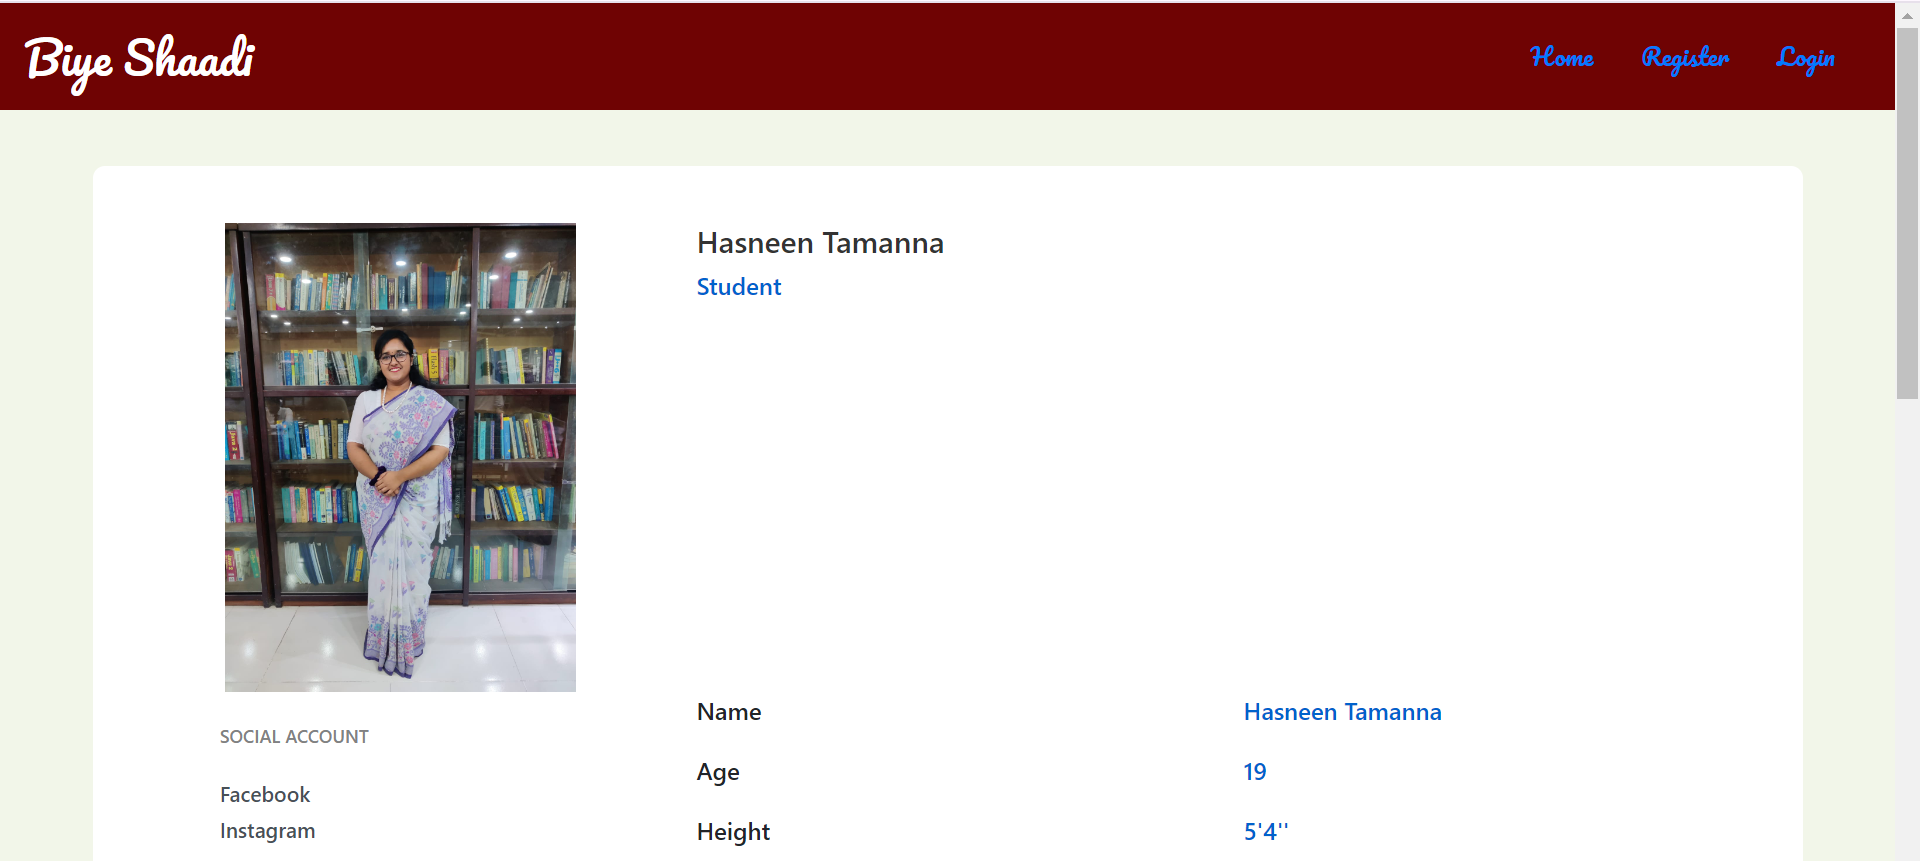 Biye Shaadi
Home Register Login
Hasneen Tamanna
Student
SOCIAL ACCOUNT
Facebook
Instagram
Name Hasneen Tamanna
Age 19
Height 5'4''